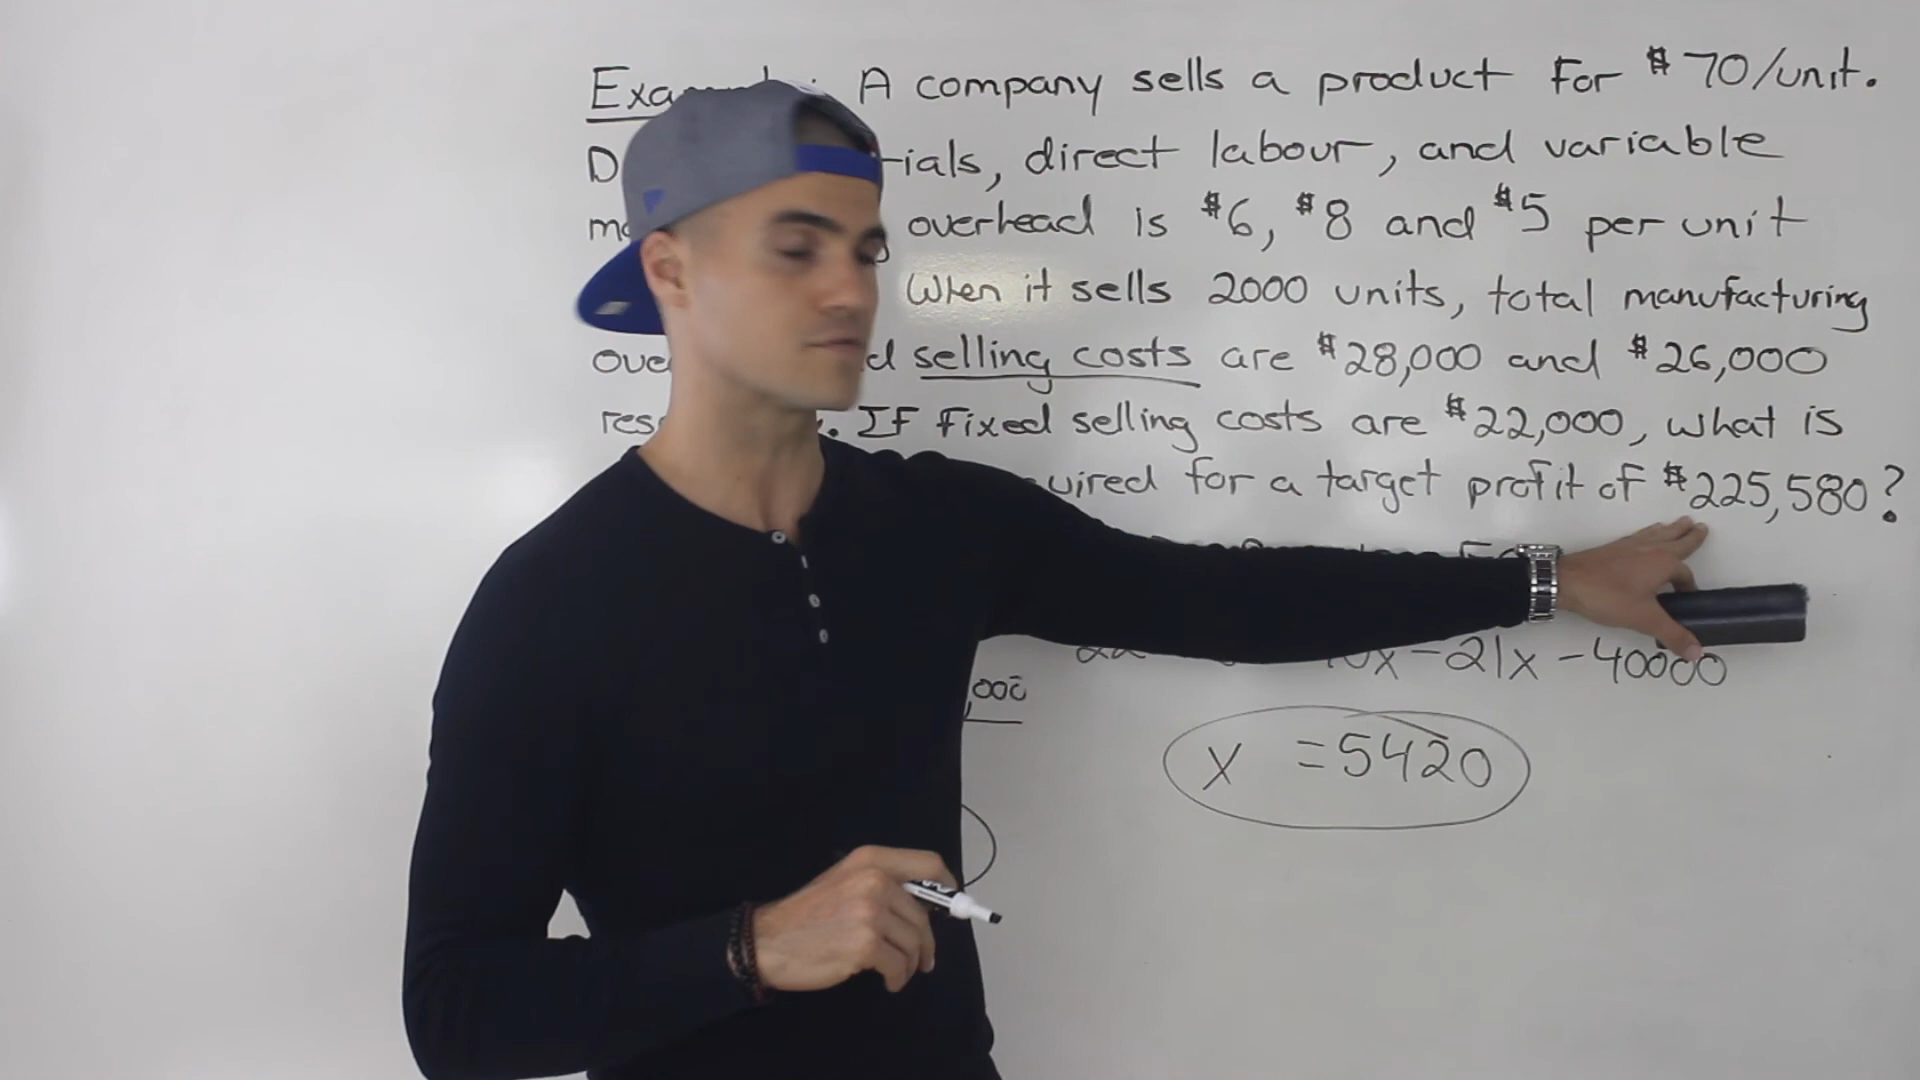 Exam : A company sells a product for $70/unit.
D rials, direct labour, and variable
overhead is $6, $8 and $5 per unit
When it sells 2000 units, total manufacturing
ove d selling costs are $28,000 and $26,000
res . If fixed selling costs are $22,000, what is
uired for a target profit of $225,580?
0x - 21x - 40000
,000
x = 5420